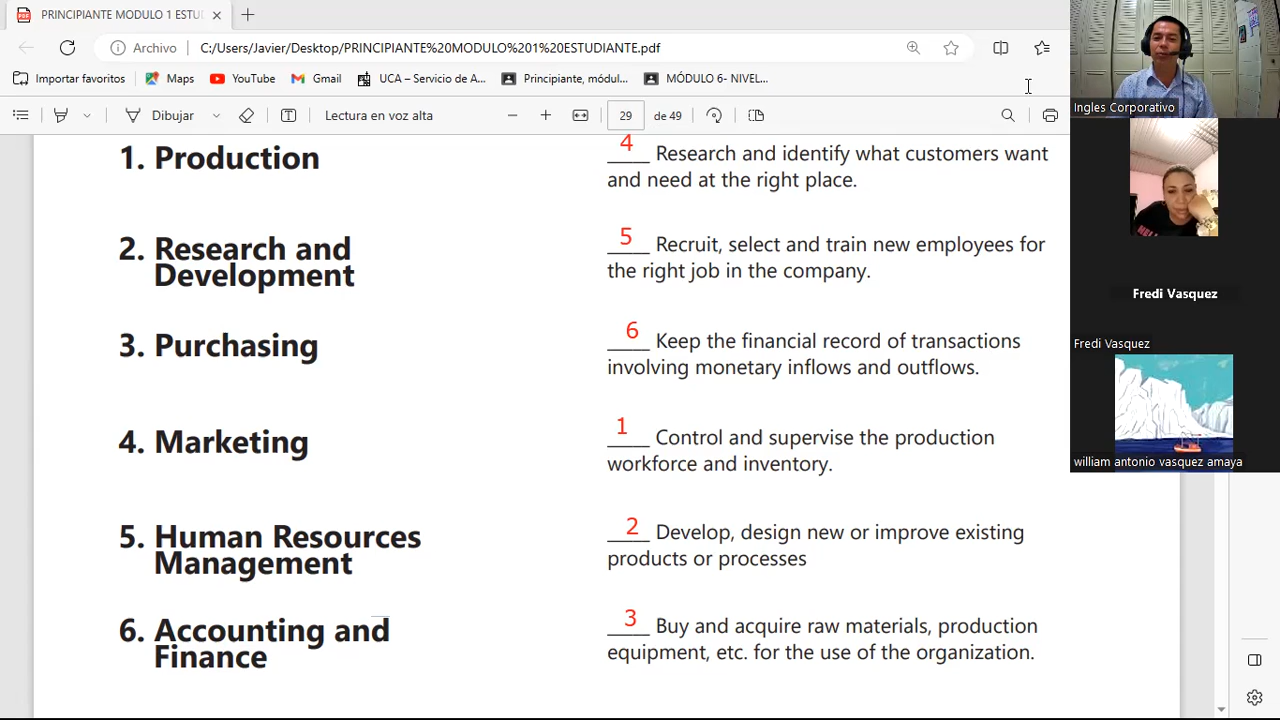 PRINCIPIANTE MODULO 1 ESTU
Archivo
C:/Users/Javier/Desktop/PRINCIPIANTE%20MODULO%201%20ESTUDIANTE.pdf
Importar favoritos
Maps
YouTube
Gmail
UCA – Servicio de A...
Principiante, módul...
MÓDULO 6- NIVEL...
Dibujar
Lectura en voz alta
29
de 49
1. Production
4 Research and identify what customers want
and need at the right place.
2. Research and
Development
5 Recruit, select and train new employees for
the right job in the company.
3. Purchasing
6 Keep the financial record of transactions
involving monetary inflows and outflows.
4. Marketing
1 Control and supervise the production
workforce and inventory.
5. Human Resources
Management
2 Develop, design new or improve existing
products or processes
6. Accounting and
Finance
3 Buy and acquire raw materials, production
equipment, etc. for the use of the organization.
Ingles Corporativo
Fredi Vasquez
Fredi Vasquez
william antonio vasquez amaya